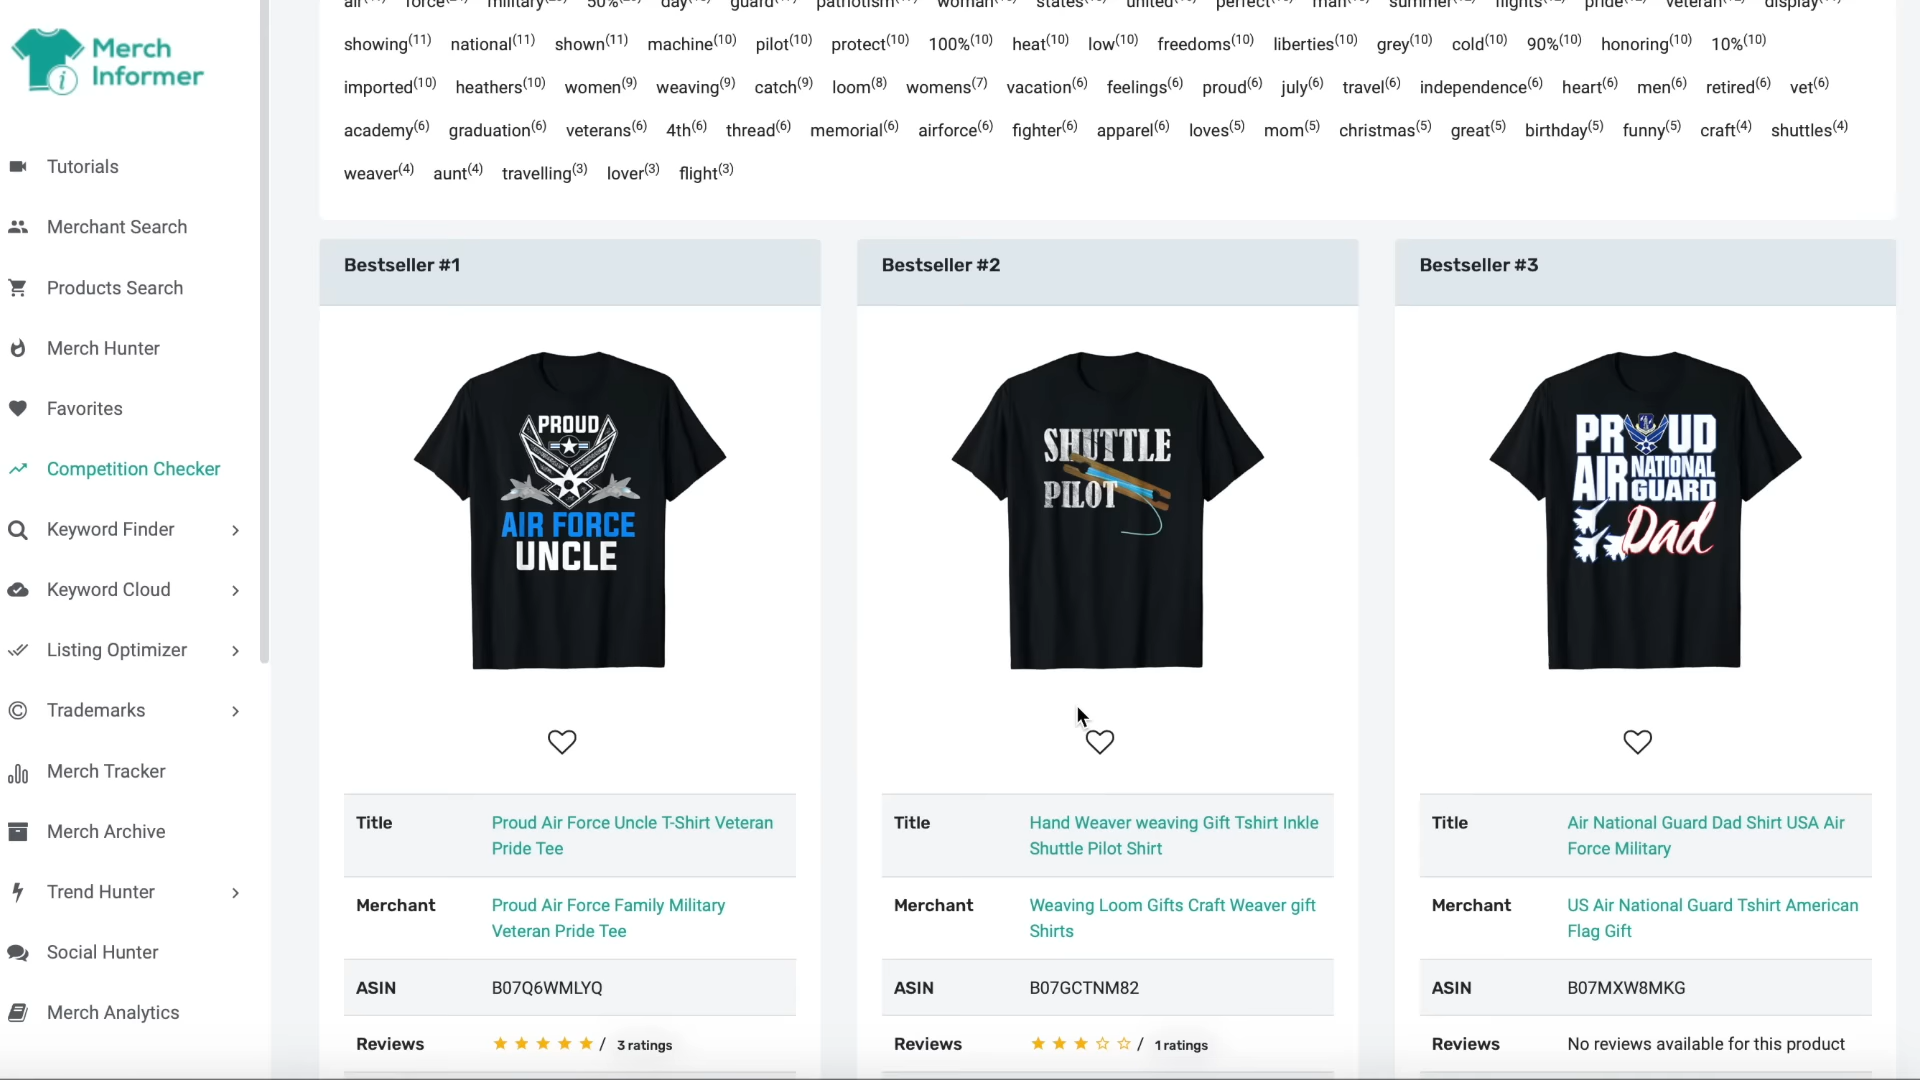 military
day
patriotism
woman
united
perfect
summer
flights
pride
veteran
display
showing(11) national(11) shown(11) machine(10) pilot(10) protect(10) 100%(10) heat(10) low(10) freedoms(10) liberties(10) grey(10) cold(10) 90%(10) honoring(10) 10%(10)
imported(10) heathers(10) women(9) weaving(9) catch(9) loom(8) womens(7) vacation(6) feelings(6) proud(6) july(6) travel(6) independence(6) heart(6) men(6) retired(6) vet(6)
academy(6) graduation(6) veterans(6) 4th(6) thread(6) memorial(6) airforce(6) fighter(6) apparel(6) loves(5) mom(5) christmas(5) great(5) birthday(5) funny(5) craft(4) shuttles(4)
weaver(4) aunt(4) travelling(3) lover(3) flight(3)
Merch
Informer
Tutorials
Merchant Search
Products Search
Merch Hunter
Favorites
Competition Checker
Keyword Finder
Keyword Cloud
Listing Optimizer
Trademarks
Merch Tracker
Merch Archive
Trend Hunter
Social Hunter
Merch Analytics
Bestseller #1
PROUD
AIR FORCE
UNCLE
Title Proud Air Force Uncle T-Shirt Veteran
Pride Tee
Merchant Proud Air Force Family Military
Veteran Pride Tee
ASIN B07Q6WMLYQ
Reviews / 3 ratings
Bestseller #2
SHUTTLE
PILOT
Title Hand Weaver weaving Gift Tshirt Inkle
Shuttle Pilot Shirt
Merchant Weaving Loom Gifts Craft Weaver gift
Shirts
ASIN B07GCTNM82
Reviews / 1 ratings
Bestseller #3
PROUD
AIR NATIONAL
GUARD
Dad
Title Air National Guard Dad Shirt USA Air
Force Military
Merchant US Air National Guard Tshirt American
Flag Gift
ASIN B07MXW8MKG
Reviews No reviews available for this product